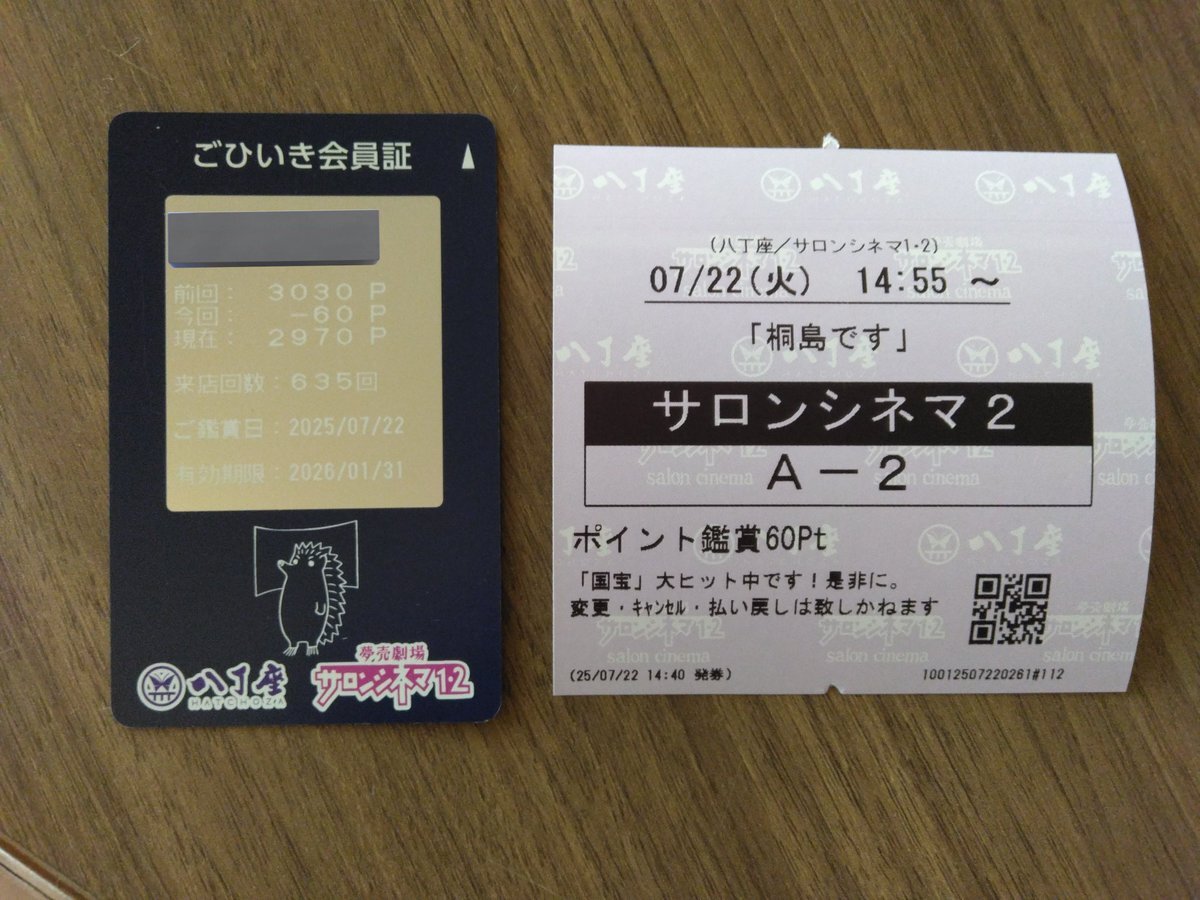 ごひいき会員証
前回: 3030 P
今回: -60 P
現在: 2970 P
来店回数:635回
ご鑑賞日:2025/07/22
有効期限:2026/01/31
八丁座
HATCHOZA
夢売劇場
サロンシネマ1・2
八丁座
八丁座
八丁座
(八丁座/サロンシネマ1・2)
07/22(火) 14:55 ～
「桐島です」
サロンシネマ2
A-2
ポイント鑑賞60Pt
「国宝」大ヒット中です!是非に。
変更・キャンセル・払い戻しは致しかねます
(25/07/22 14:40 発券)
10012507220261#112